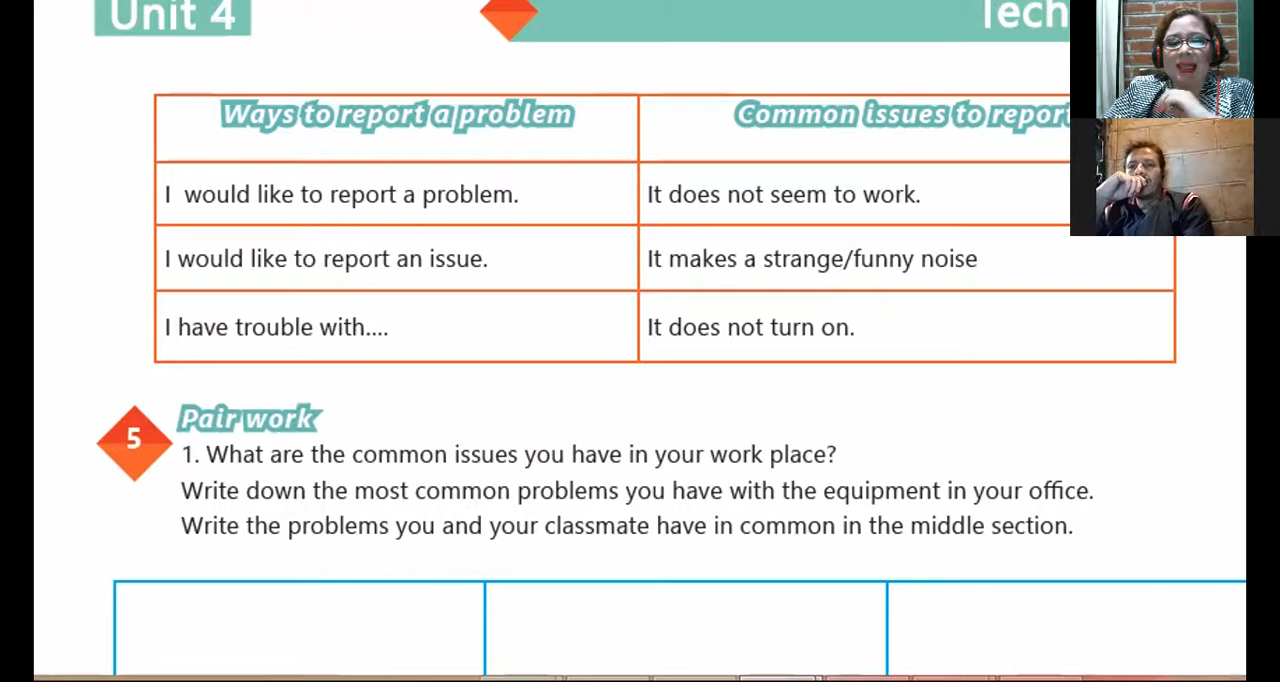 Unit 4
Tech
Ways to report a problem
Common issues to report
I would like to report a problem.
It does not seem to work.
I would like to report an issue.
It makes a strange/funny noise
I have trouble with....
It does not turn on.
5
Pair work
1. What are the common issues you have in your work place?
Write down the most common problems you have with the equipment in your office.
Write the problems you and your classmate have in common in the middle section.